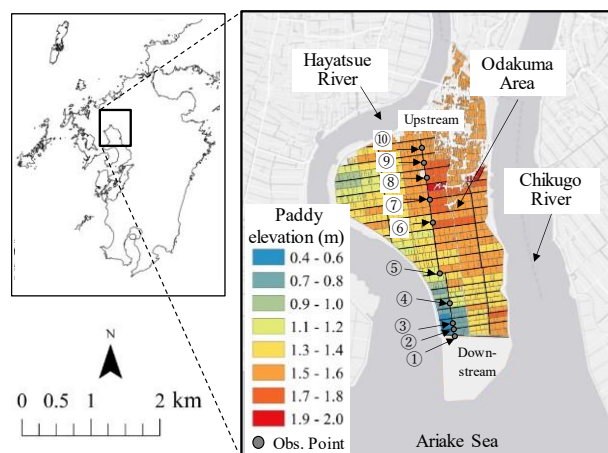 Hayatsue
River
Odakuma
Area
Upstream
⑩
⑨
⑧
⑦
⑥
⑤
④
③
②
①
Chikugo
River
Paddy
elevation (m)
0.4 - 0.6
0.7 - 0.8
0.9 - 1.0
1.1 - 1.2
1.3 - 1.4
1.5 - 1.6
1.7 - 1.8
1.9 - 2.0
Obs. Point
Down-
stream
Ariake Sea
N
0 0.5 1 2 km